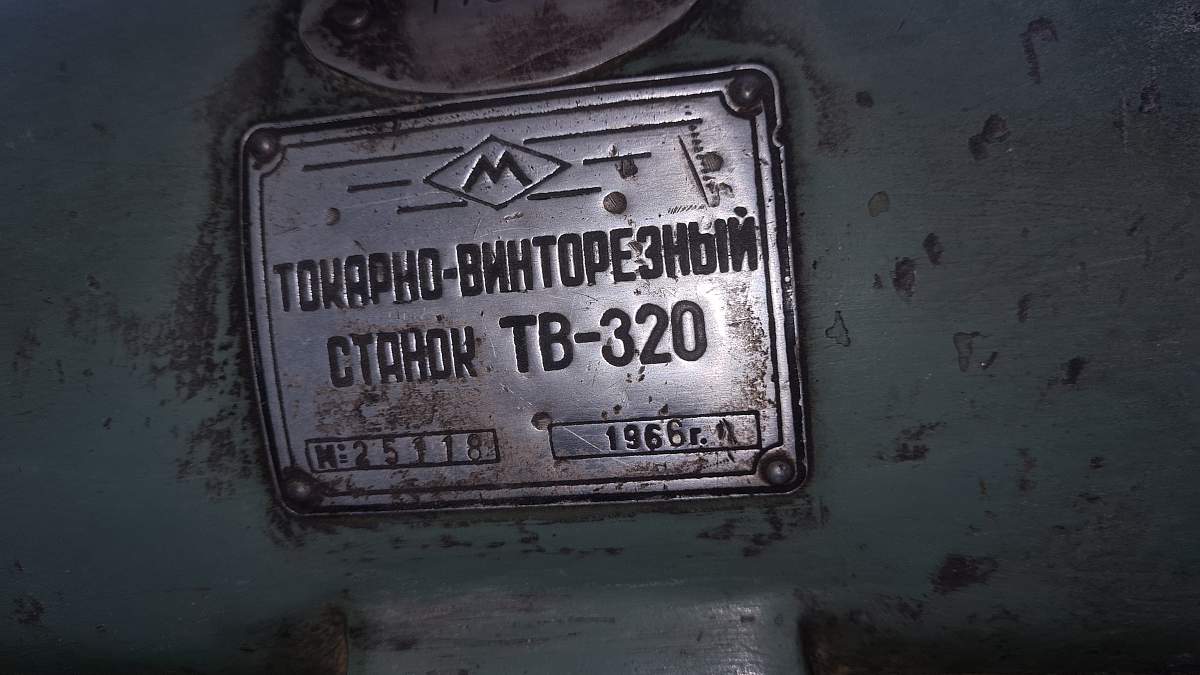 М
ТОКАРНО-ВИНТОРЕЗНЫЙ
СТАНОК ТВ-320
№: 25118 1966г.